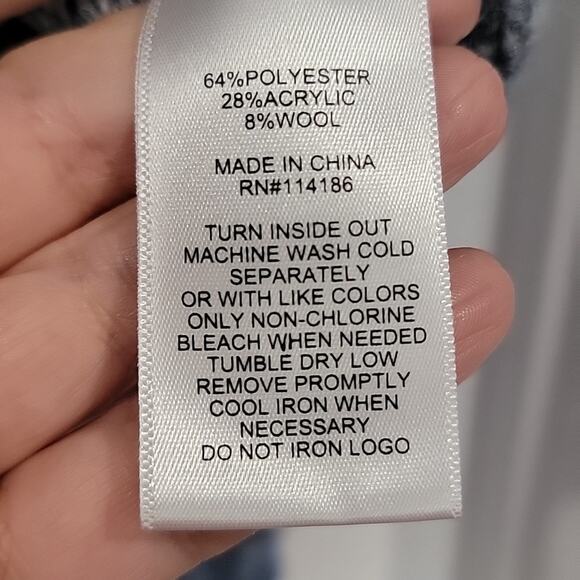 64%POLYESTER
28%ACRYLIC
8%WOOL
MADE IN CHINA
RN#114186
TURN INSIDE OUT
MACHINE WASH COLD
SEPARATELY
OR WITH LIKE COLORS
ONLY NON-CHLORINE
BLEACH WHEN NEEDED
TUMBLE DRY LOW
REMOVE PROMPTLY
COOL IRON WHEN
NECESSARY
DO NOT IRON LOGO